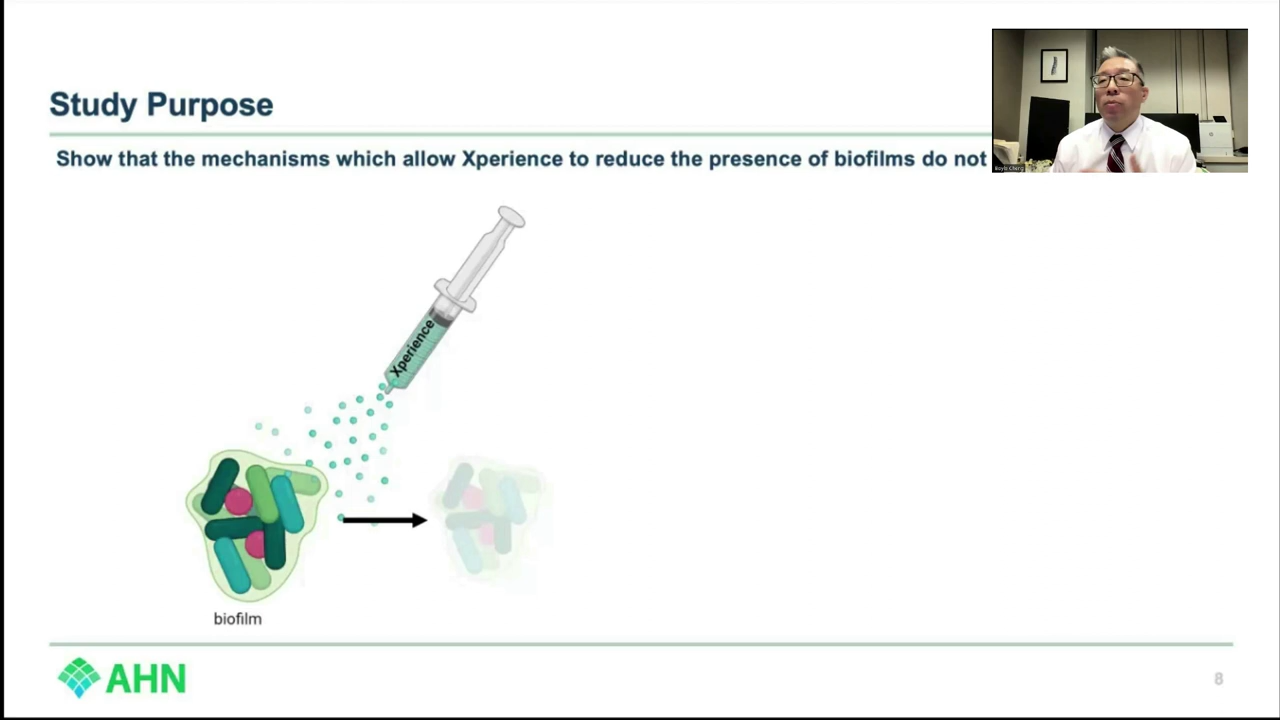 Study Purpose
Show that the mechanisms which allow Xperience to reduce the presence of biofilms do not
Xperience
biofilm
AHN
8